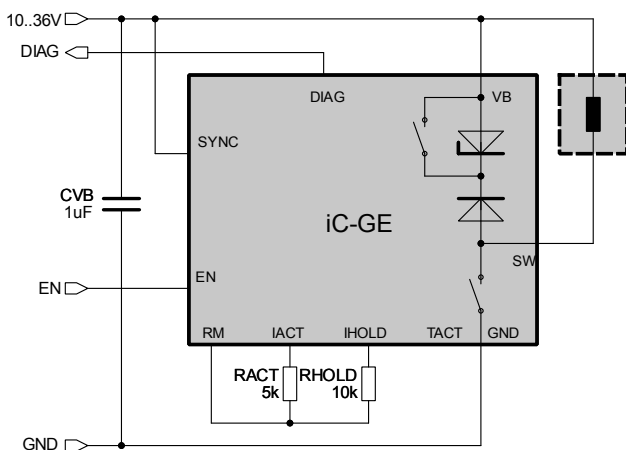 10..36V
DIAG
DIAG
VB
SYNC
CVB
1uF
iC-GE
SW
EN
EN
RM IACT IHOLD TACT GND
RACT RHOLD
5k 10k
GND